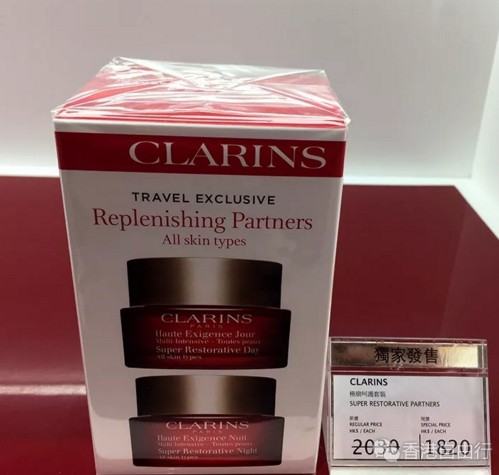 CLARINS
TRAVEL EXCLUSIVE
Replenishing Partners
All skin types
CLARINS
PARIS
Haute Exigence Jour
Multi-Intensive - Toutes peaux
Super Restorative Day
All skin types
CLARINS
PARIS
Haute Exigence Nuit
Multi-Intensive - Toutes peaux
Super Restorative Night
All skin types
獨家發售
CLARINS
SUPER RESTORATIVE PARTNERS
原價 現價
REGULAR PRICE SPECIAL PRICE
HK$ / EACH HK$ / EACH
1820